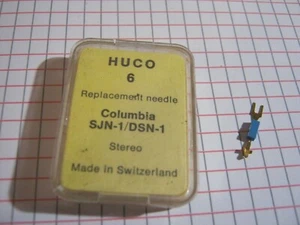 HUCO
6
Replacement needle
Columbia
SJN-1/DSN-1
Stereo
Made in Switzerland